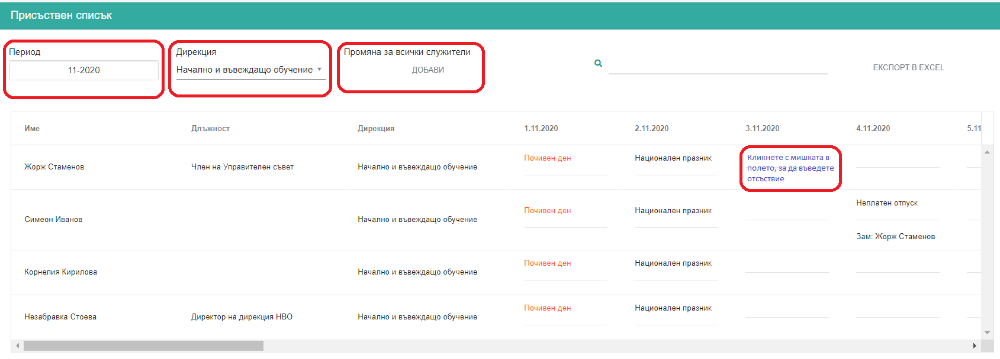 Присъствен списък
Период
Дирекция
Промяна за всички служители
11-2020
Начално и въвеждащо обучение
ДОБАВИ
ЕКСПОРТ В EXCEL
Име
Длъжност
Дирекция
1.11.2020
2.11.2020
3.11.2020
4.11.2020
5.11
Жорж Стаменов
Член на Управителен съвет
Начално и въвеждащо обучение
Почивен ден
Национален празник
Кликнете с мишката в
полето, за да въведете
отсъствие
Симеон Иванов
Начално и въвеждащо обучение
Почивен ден
Национален празник
Неплатен отпуск
Зам: Жорж Стаменов
Корнелия Кирилова
Начално и въвеждащо обучение
Почивен ден
Национален празник
Незабравка Стоева
Директор на дирекция НВО
Начално и въвеждащо обучение
Почивен ден
Национален празник